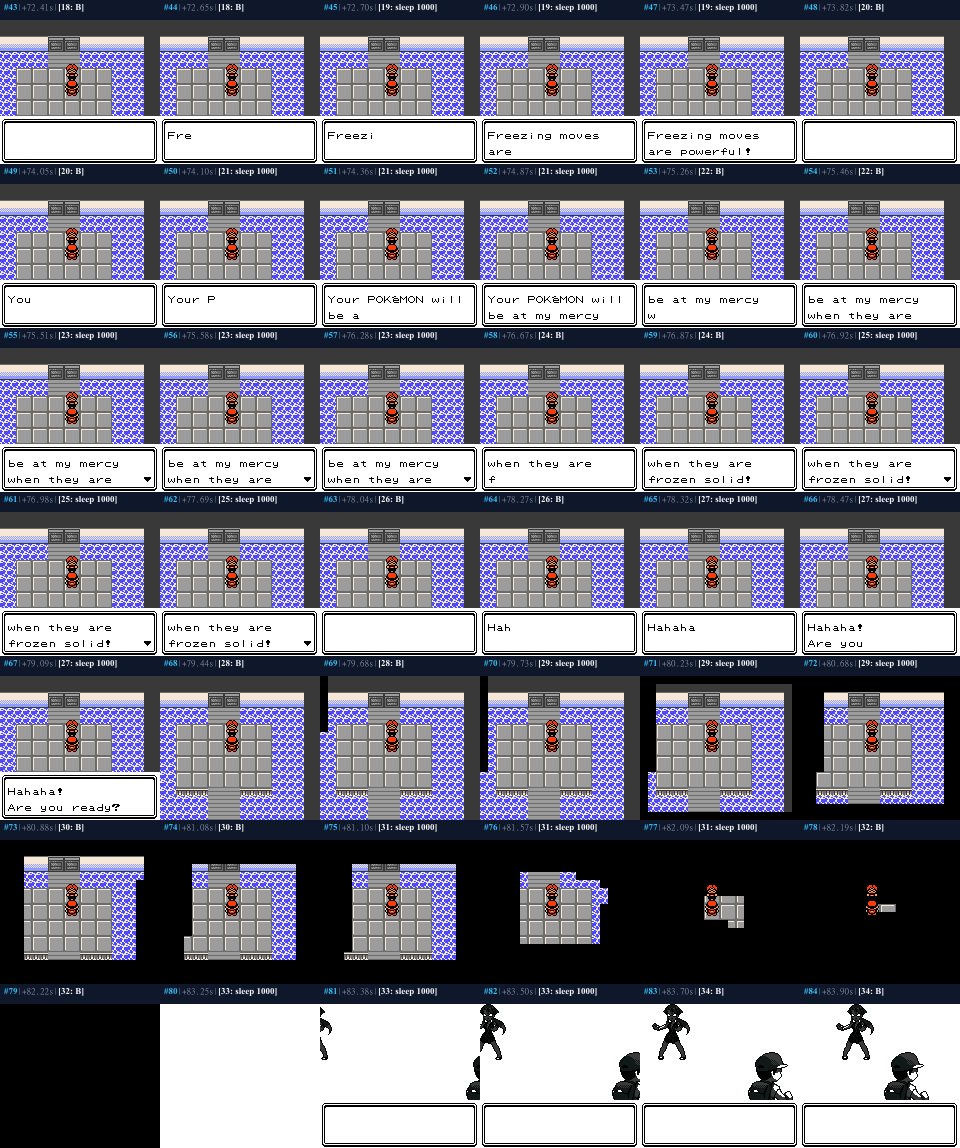 #43|+72.41s| [18: B] #44|+72.65s| [18: B] #45|+72.70s| [19: sleep 1000] #46|+72.90s| [19: sleep 1000] #47|+73.47s| [19: sleep 1000] #48|+73.82s| [20: B]
Fre
Freezi
Freezing moves
are
Freezing moves
are powerful!
#49|+74.05s| [20: B] #50|+74.10s| [21: sleep 1000] #51|+74.36s| [21: sleep 1000] #52|+74.87s| [21: sleep 1000] #53|+75.26s| [22: B] #54|+75.46s| [22: B]
You
Your P
Your POKéMON will
be a
Your POKéMON will
be at my mercy
be at my mercy
w
be at my mercy
when they are
#55|+75.51s| [23: sleep 1000] #56|+75.58s| [23: sleep 1000] #57|+76.28s| [23: sleep 1000] #58|+76.67s| [24: B] #59|+76.87s| [24: B] #60|+76.92s| [25: sleep 1000]
be at my mercy
when they are
be at my mercy
when they are
be at my mercy
when they are
when they are
f
when they are
frozen solid!
when they are
frozen solid!
#61|+76.98s| [25: sleep 1000] #62|+77.69s| [25: sleep 1000] #63|+78.04s| [26: B] #64|+78.27s| [26: B] #65|+78.32s| [27: sleep 1000] #66|+78.47s| [27: sleep 1000]
when they are
frozen solid!
when they are
frozen solid!
Hah
Hahaha
Hahaha!
Are you
#67|+79.09s| [27: sleep 1000] #68|+79.44s| [28: B] #69|+79.68s| [28: B] #70|+79.73s| [29: sleep 1000] #71|+80.23s| [29: sleep 1000] #72|+80.68s| [29: sleep 1000]
Hahaha!
Are you ready?
#73|+80.88s| [30: B] #74|+81.08s| [30: B] #75|+81.10s| [31: sleep 1000] #76|+81.57s| [31: sleep 1000] #77|+82.09s| [31: sleep 1000] #78|+82.19s| [32: B]
#79|+82.22s| [32: B] #80|+83.25s| [33: sleep 1000] #81|+83.38s| [33: sleep 1000] #82|+83.50s| [33: sleep 1000] #83|+83.70s| [34: B] #84|+83.90s| [34: B]